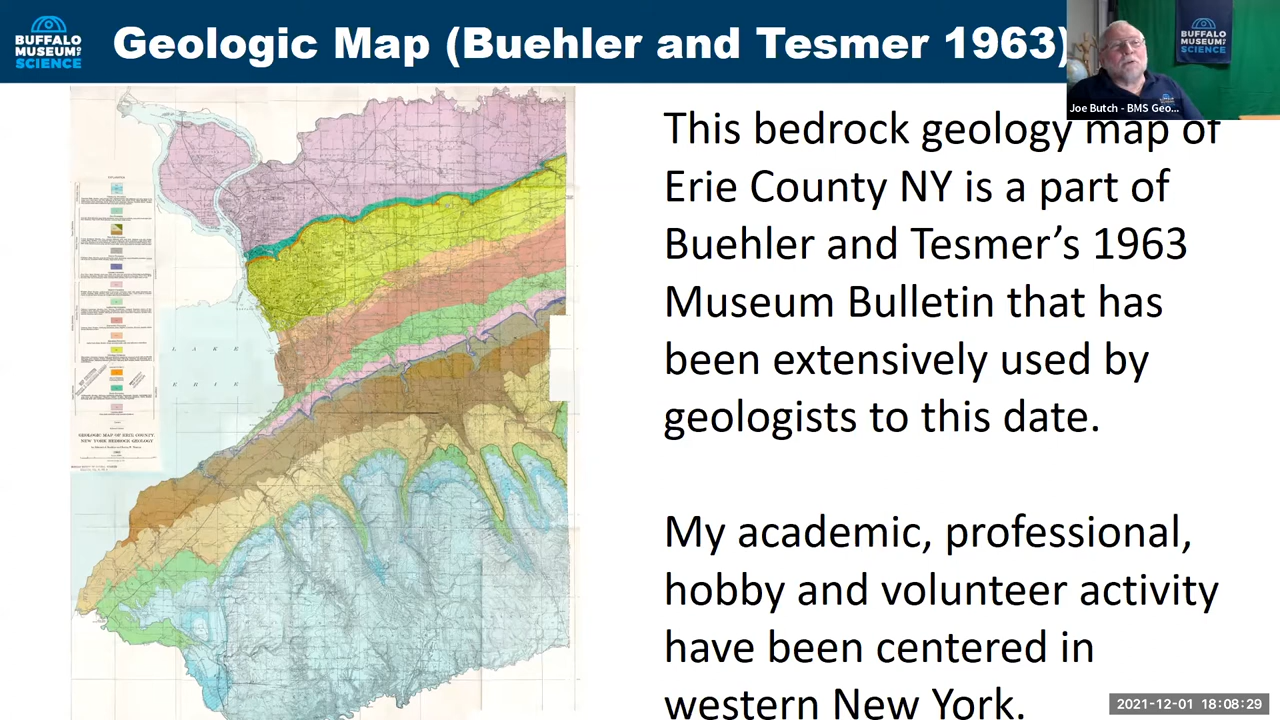 BUFFALO
MUSEUM OF
SCIENCE
Geologic Map (Buehler and Tesmer 1963)
BUFFALO
MUSEUM OF
SCIENCE
Joe Butch - BMS Geo...
This bedrock geology map of
Erie County NY is a part of
Buehler and Tesmer’s 1963
Museum Bulletin that has
been extensively used by
geologists to this date.
My academic, professional,
hobby and volunteer activity
have been centered in
western New York.
LAKE
ERIE
GEOLOGIC MAP OF ERIE COUNTY
NEW YORK BEDROCK GEOLOGY
2021-12-01 18:08:29